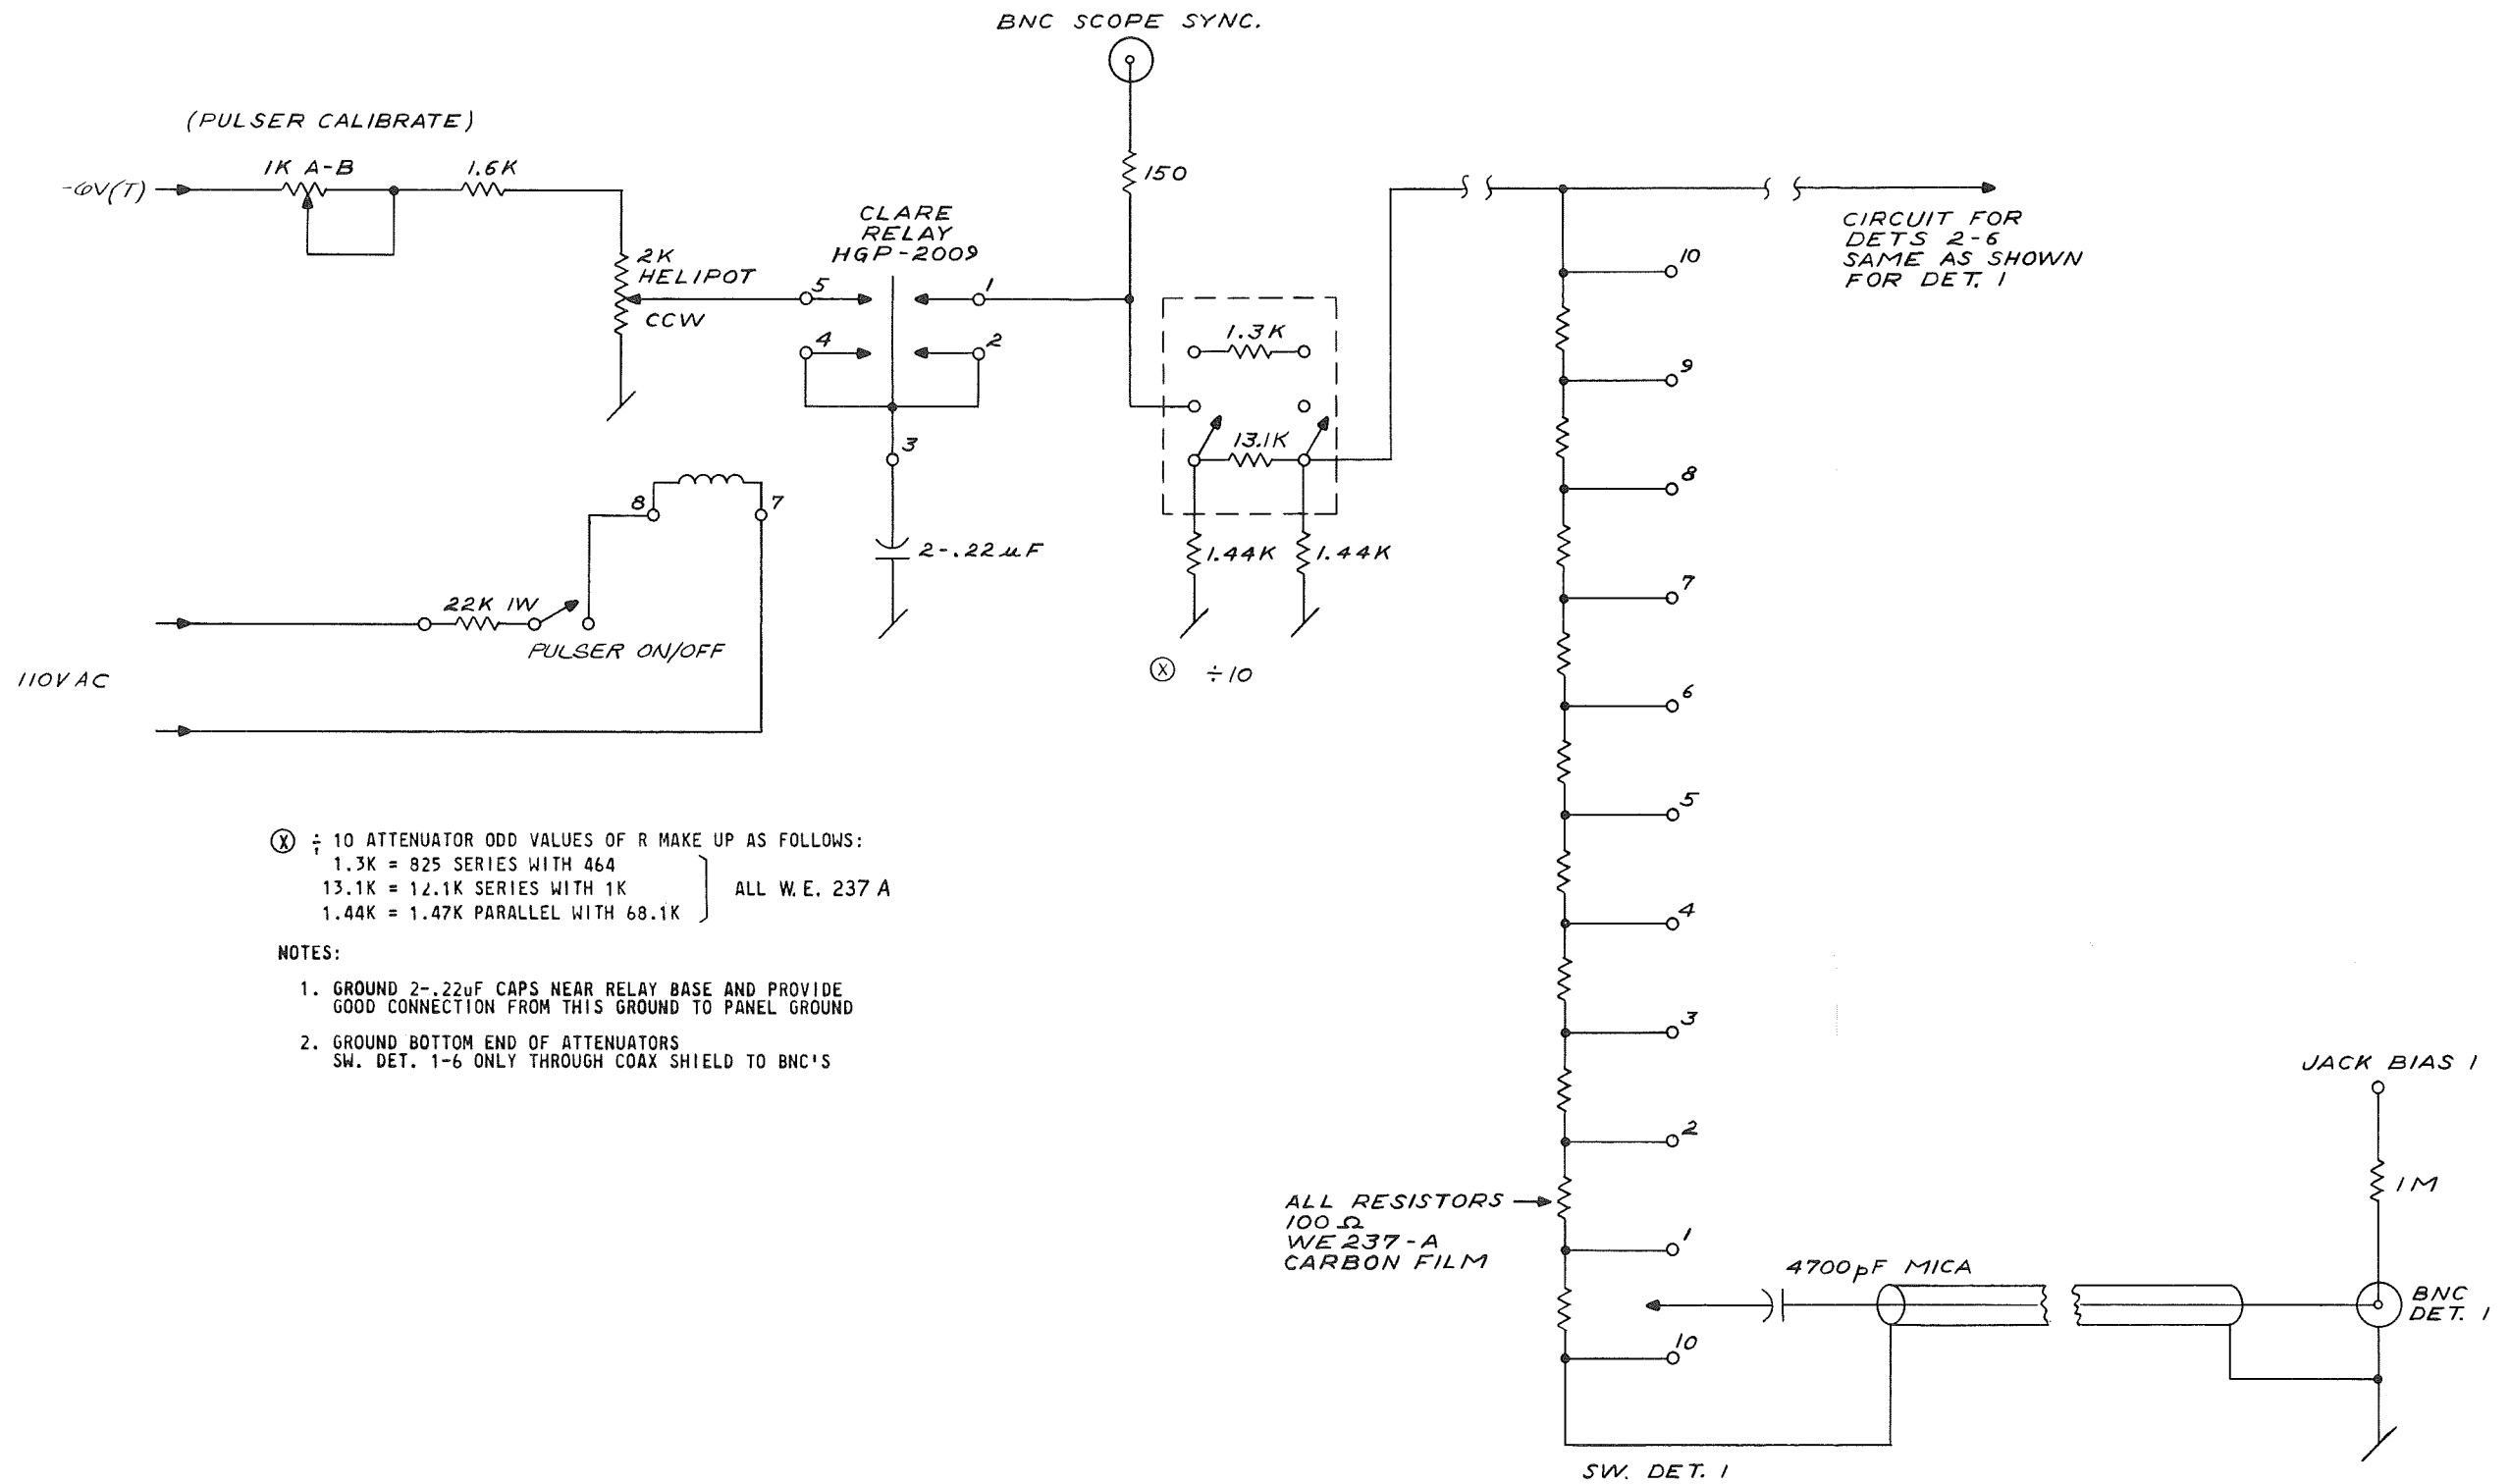 BNC SCOPE SYNC.
(PULSER CALIBRATE)
1K A-B
1.6K
-6V(T)
150
CLARE
RELAY
HGP-2009
2K
HELIPOT
CCW
5
1
4
2
3
2-.22uF
1.3K
13.1K
1.44K
1.44K
Ⓧ ÷10
CIRCUIT FOR
DETS 2-6
SAME AS SHOWN
FOR DET. 1
8
7
22K 1W
PULSER ON/OFF
110VAC
10
9
8
7
6
5
4
3
2
1
10
Ⓧ ÷ 10 ATTENUATOR ODD VALUES OF R MAKE UP AS FOLLOWS:
1.3K = 825 SERIES WITH 464
13.1K = 12.1K SERIES WITH 1K
1.44K = 1.47K PARALLEL WITH 68.1K
ALL W.E. 237 A
NOTES:
1. GROUND 2-.22uF CAPS NEAR RELAY BASE AND PROVIDE
GOOD CONNECTION FROM THIS GROUND TO PANEL GROUND
2. GROUND BOTTOM END OF ATTENUATORS
SW. DET. 1-6 ONLY THROUGH COAX SHIELD TO BNC'S
ALL RESISTORS
100 Ω
WE 237-A
CARBON FILM
4700pF MICA
JACK BIAS 1
1M
BNC
DET. 1
SW. DET. 1